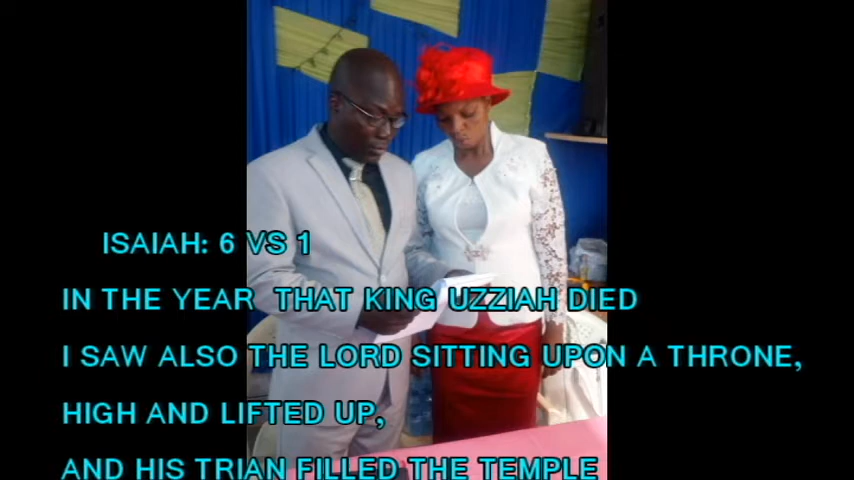 ISAIAH: 6 VS 1
IN THE YEAR THAT KING UZZIAH DIED
I SAW ALSO THE LORD SITTING UPON A THRONE,
HIGH AND LIFTED UP,
AND HIS TRIAN FILLED THE TEMPLE